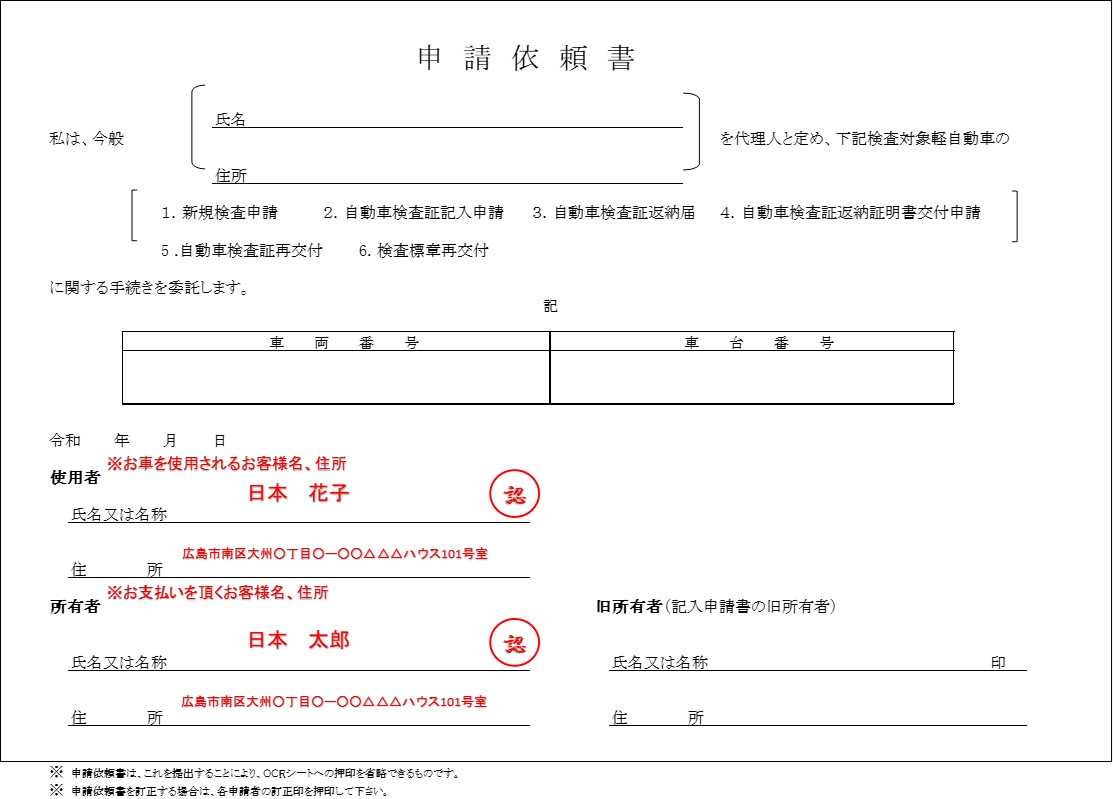 申請依頼書
氏名
私は、今般
を代理人と定め、下記検査対象軽自動車の
住所
1．新規検査申請　2．自動車検査証記入申請　3．自動車検査証返納届　4．自動車検査証返納証明書交付申請
5．自動車検査証再交付　6．検査標章再交付
に関する手続きを委託します。
記
車両番号　車台番号
令和　年　月　日
※お車を使用されるお客様名、住所
使用者
日本　花子　認
氏名又は名称
広島市南区大州〇丁目〇ー〇〇△△△ハウス101号室
住　所
※お支払いを頂くお客様名、住所
所有者
旧所有者（記入申請書の旧所有者）
日本　太郎　認
氏名又は名称
氏名又は名称　印
広島市南区大州〇丁目〇ー〇〇△△△ハウス101号室
住　所
住　所
※ 申請依頼書は、これを提出することにより、OCRシートへの押印を省略できるものです。
※ 申請依頼書を訂正する場合は、各申請者の訂正印を押印して下さい。